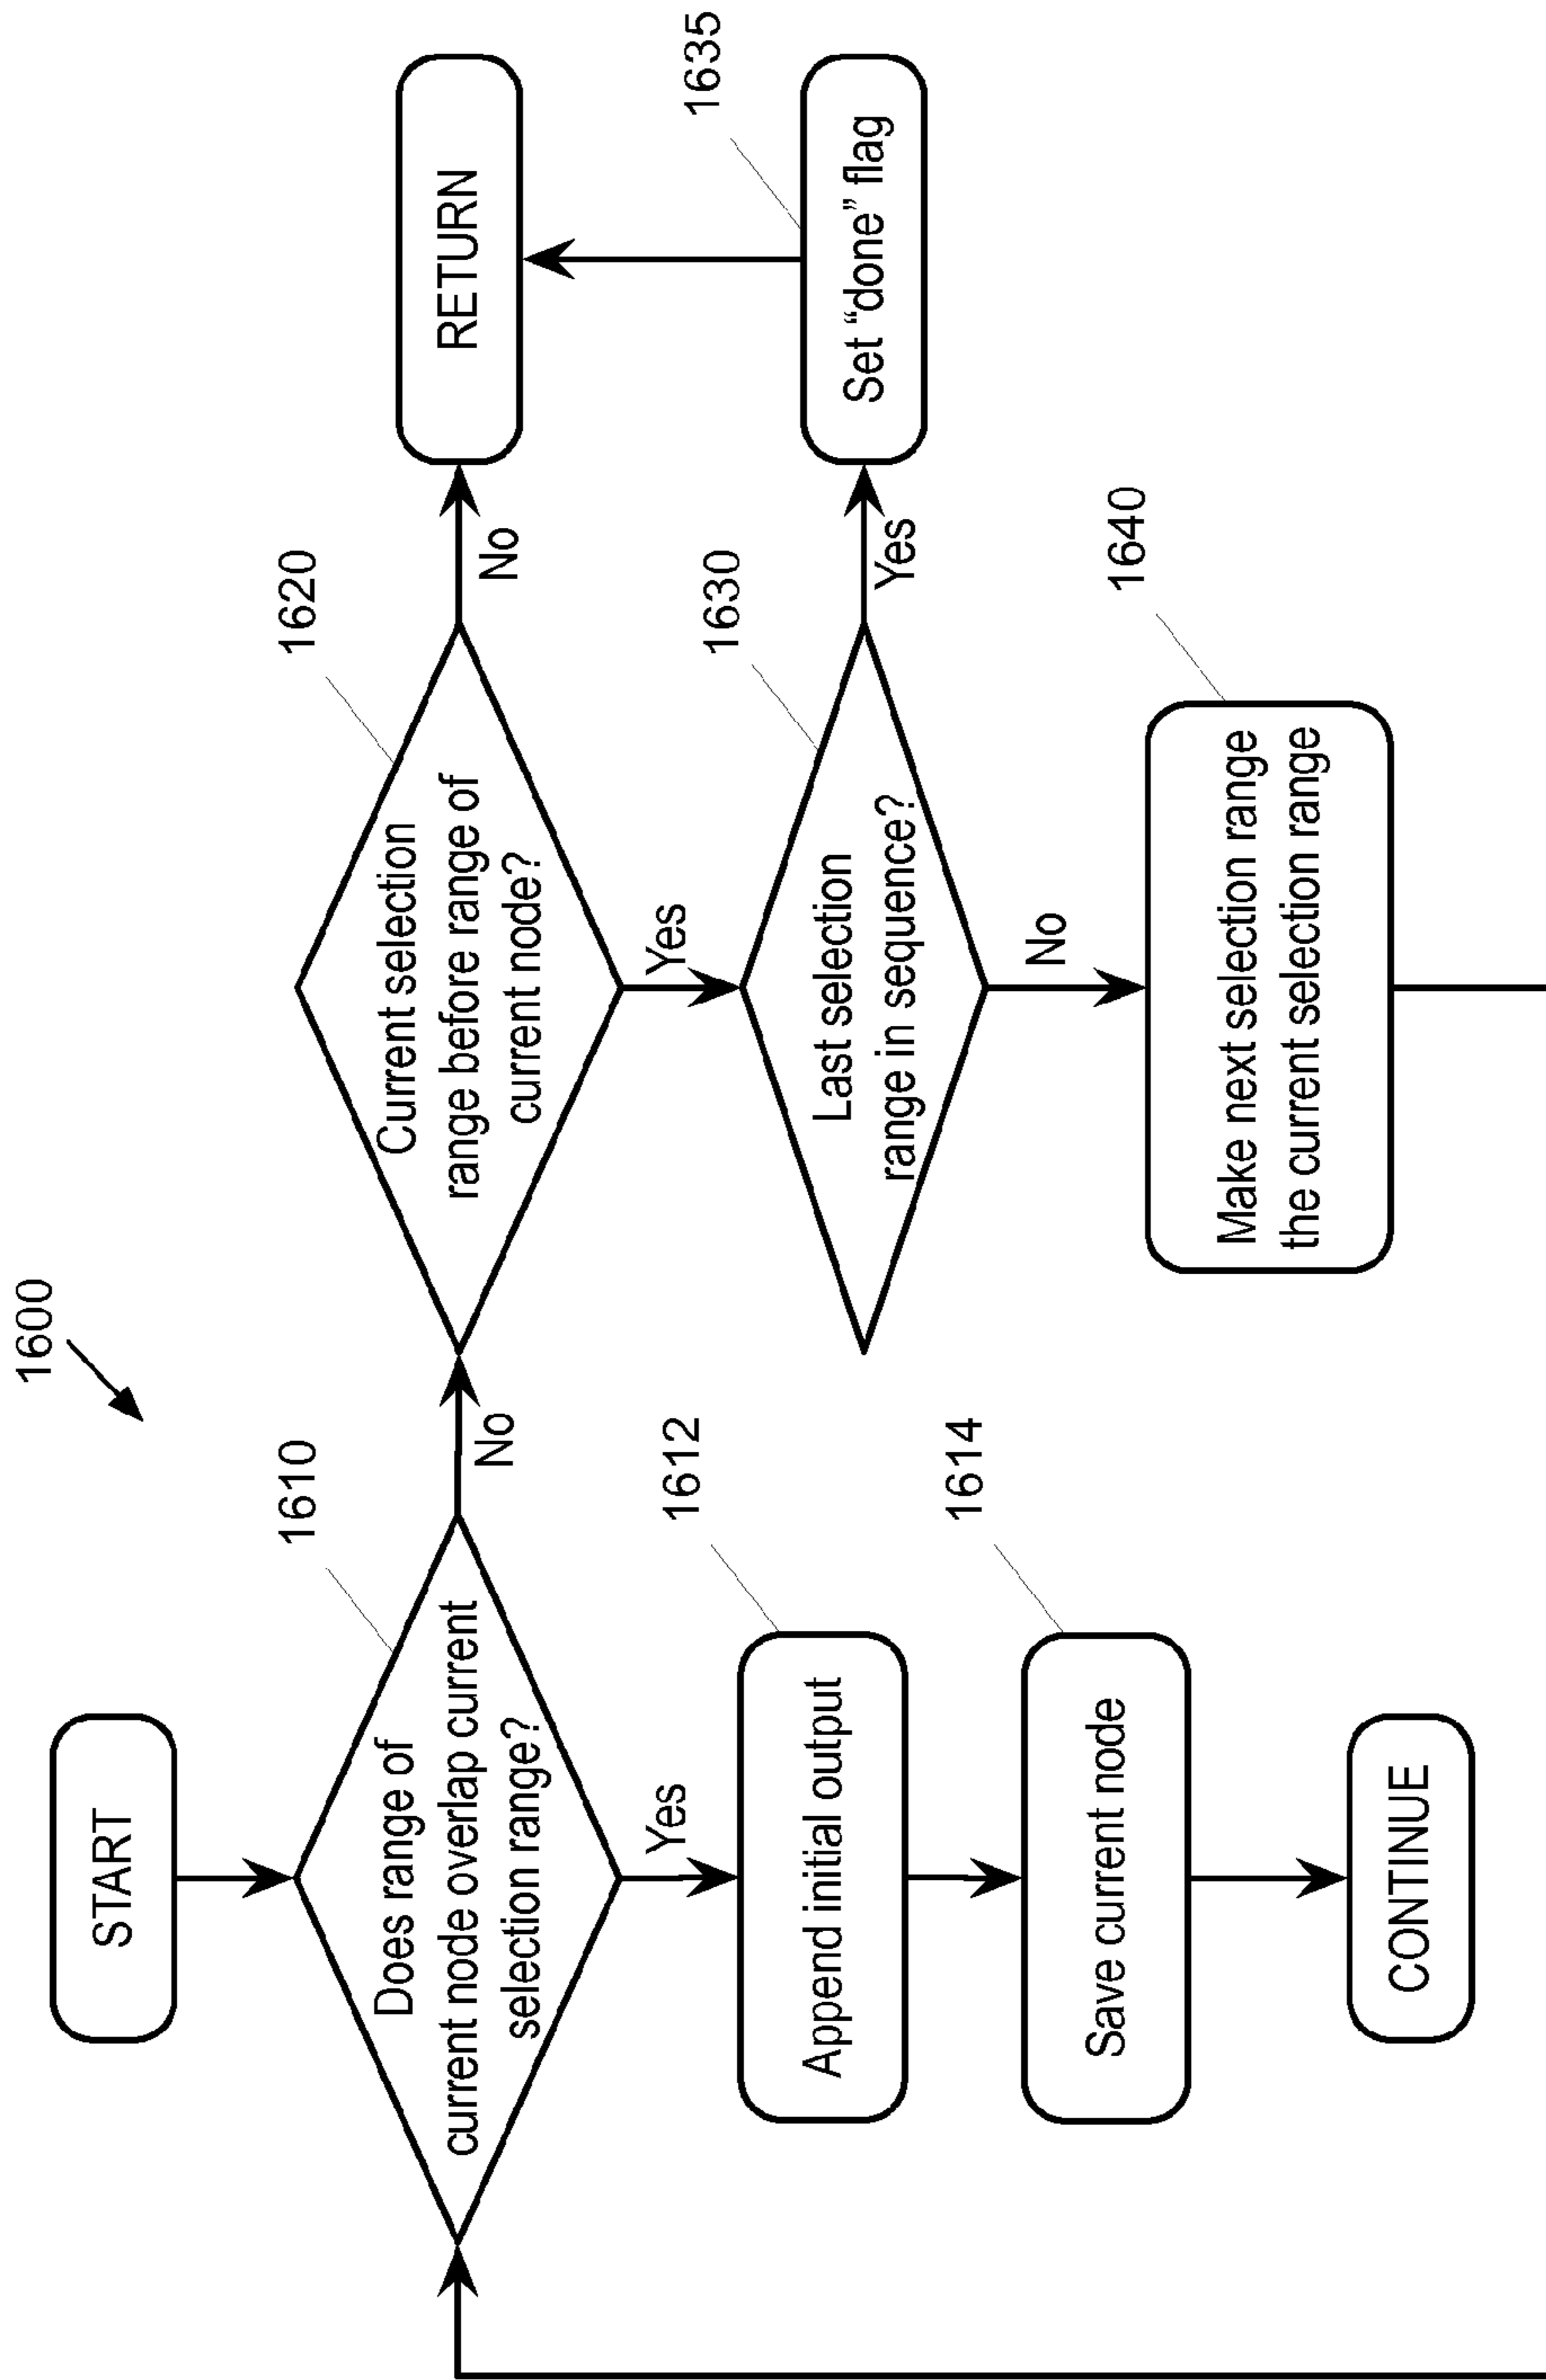 1600
START
1610
Does range of
current node overlap current
selection range?
No
Yes
1612
Append initial output
1614
Save current node
CONTINUE
1620
Current selection
range before range of
current node?
No
RETURN
Yes
1630
Last selection
range in sequence?
Yes
1635
Set “done” flag
No
1640
Make next selection range
the current selection range